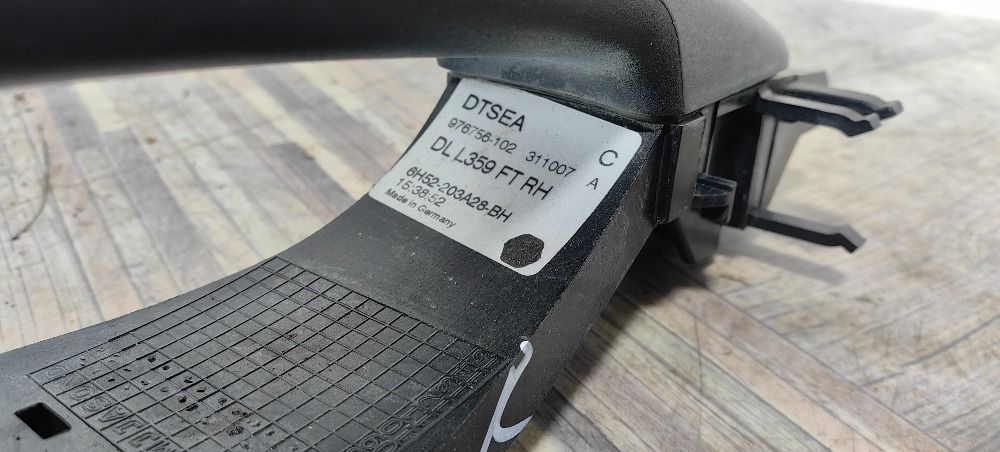 DTSEA
976756-102 311007 C
DL L359 FT RH A
6H52-203A28-BH
15:38:52
Made in Germany